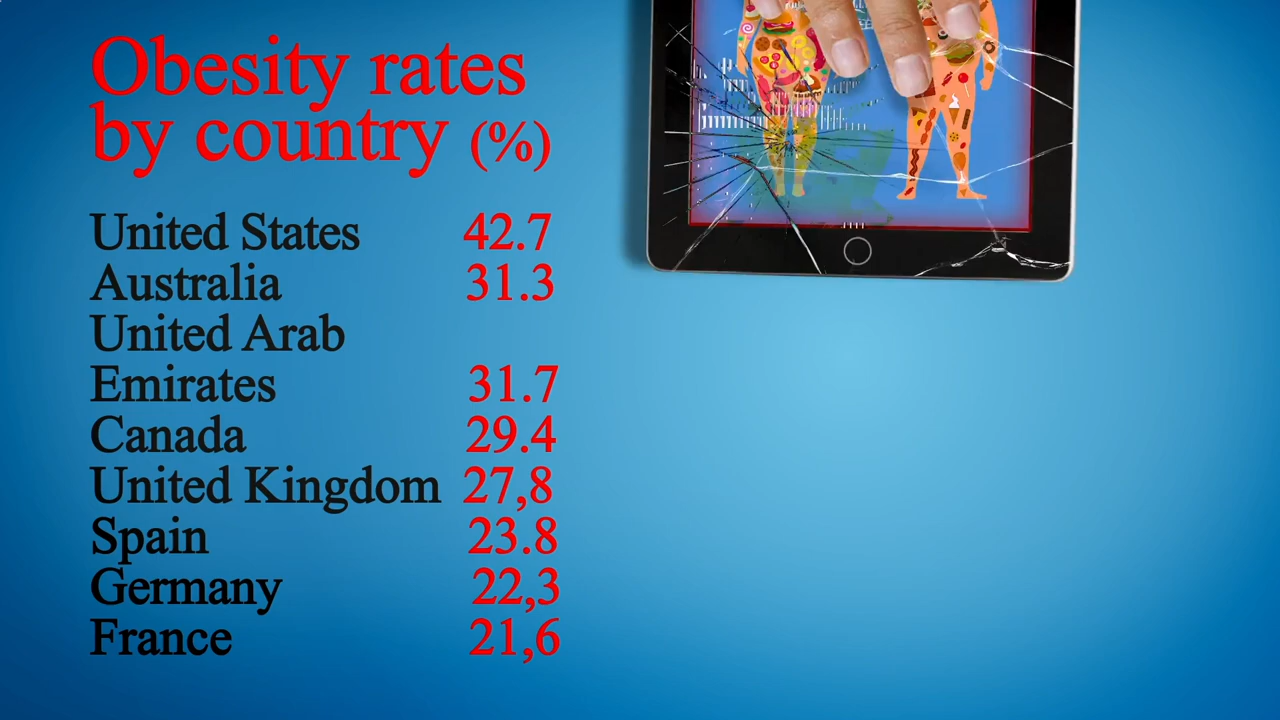 Obesity rates
by country (%)
United States 42.7
Australia 31.3
United Arab
Emirates 31.7
Canada 29.4
United Kingdom 27,8
Spain 23.8
Germany 22,3
France 21,6